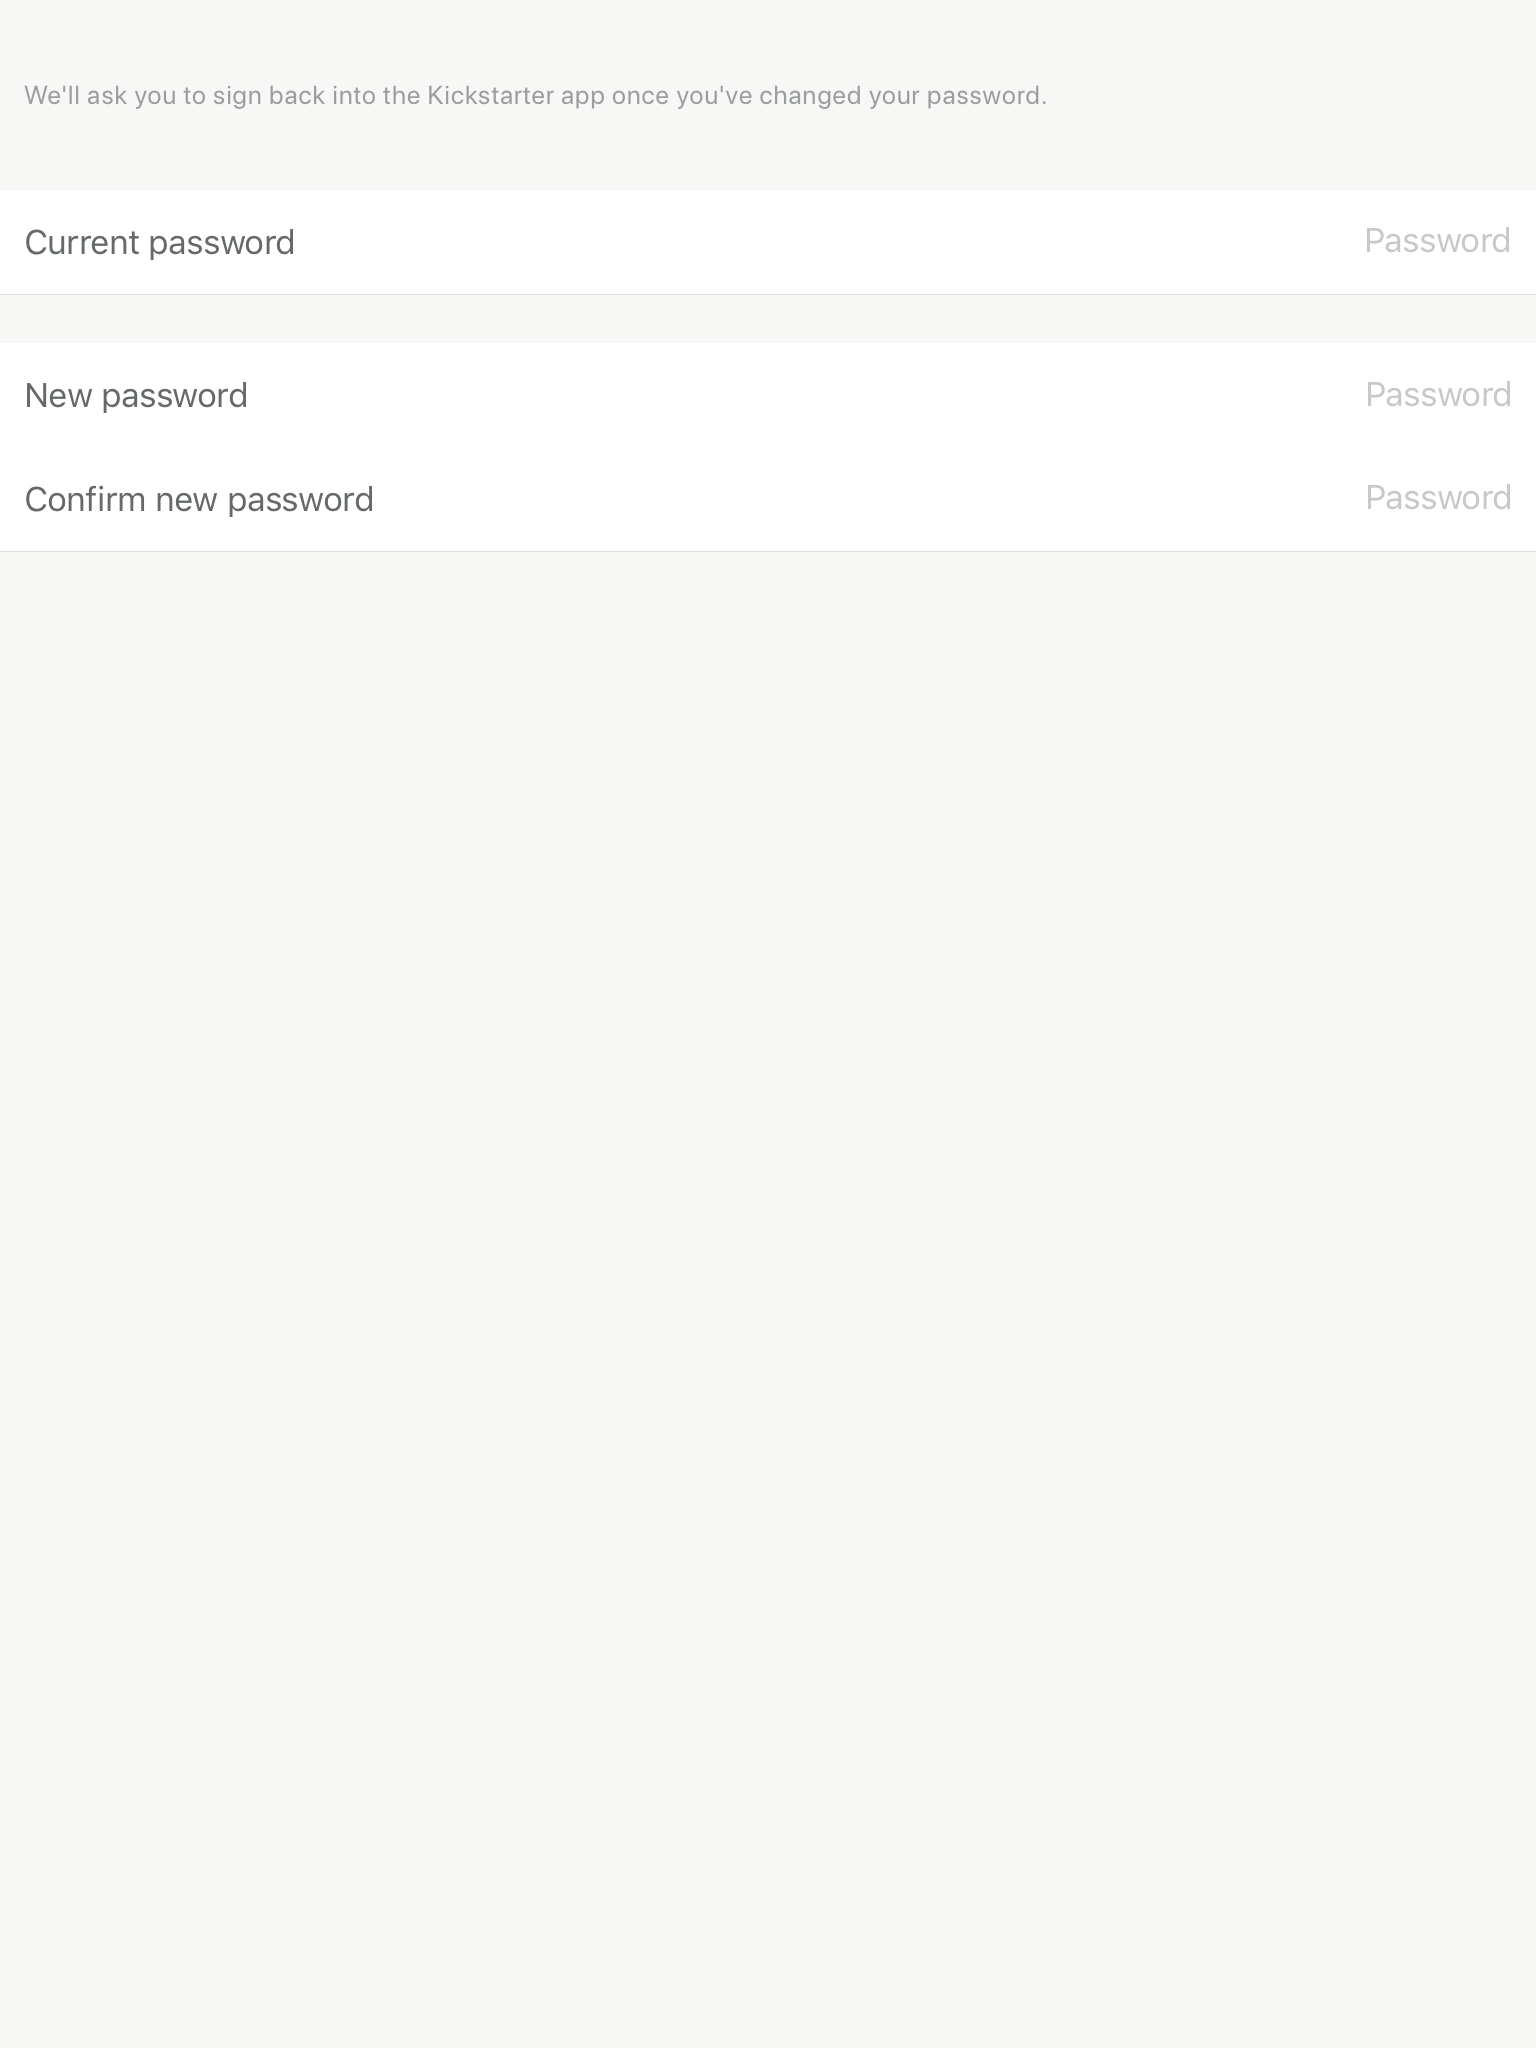 We'll ask you to sign back into the Kickstarter app once you've changed your password.
Current password Password
New password Password
Confirm new password Password